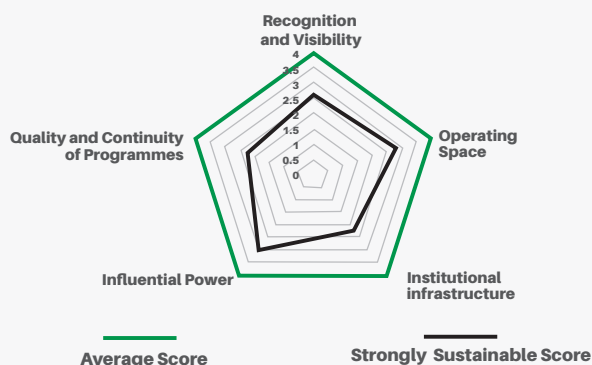 Recognition
and Visibility
4
3.5
3
2.5
2
1.5
1
0.5
0
Quality and Continuity
of Programmes
Operating
Space
Influential Power
Institutional
infrastructure
Average Score
Strongly Sustainable Score